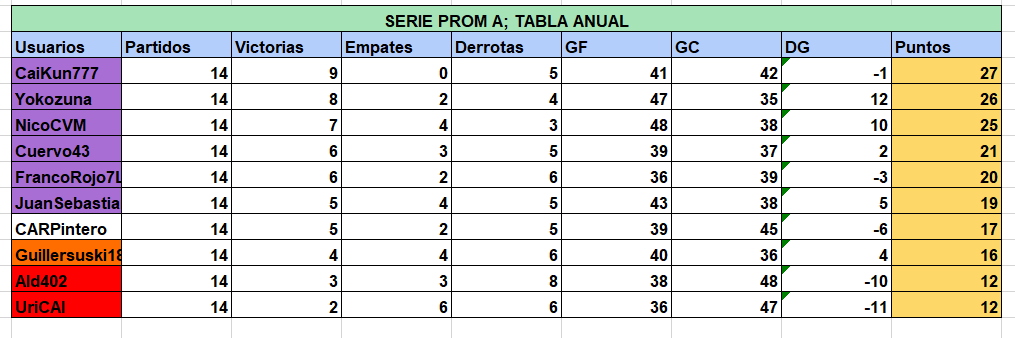 SERIE PROM A; TABLA ANUAL
Usuarios Partidos Victorias Empates Derrotas GF GC DG Puntos
CaiKun777 14 9 0 5 41 42 -1 27
Yokozuna 14 8 2 4 47 35 12 26
NicoCVM 14 7 4 3 48 38 10 25
Cuervo43 14 6 3 5 39 37 2 21
FrancoRojo7L 14 6 2 6 36 39 -3 20
JuanSebastia 14 5 4 5 43 38 5 19
CARPintero 14 5 2 5 39 45 -6 17
Guillersuski18 14 4 4 6 40 36 4 16
Ald402 14 3 3 8 38 48 -10 12
UriCAI 14 2 6 6 36 47 -11 12